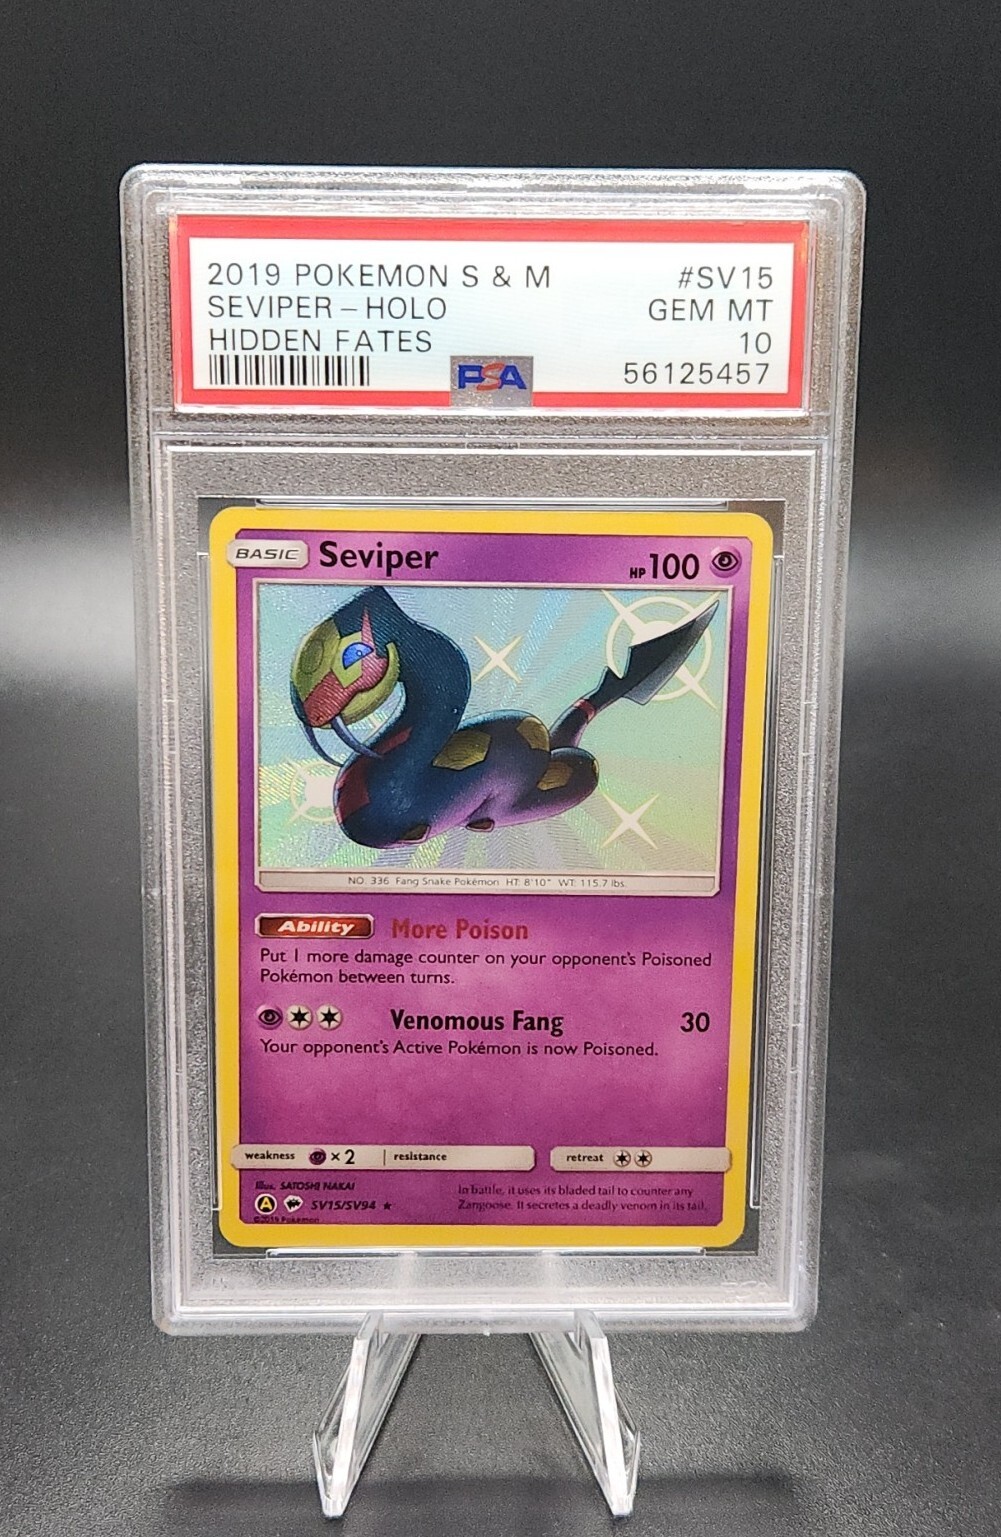 2019 POKEMON S & M #SV15
SEVIPER - HOLO GEM MT
HIDDEN FATES 10
PSA 56125457
BASIC Seviper HP 100
NO. 336 Fang Snake Pokémon HT: 8'10" WT: 115.7 lbs.
Ability More Poison
Put 1 more damage counter on your opponent's Poisoned
Pokémon between turns.
Venomous Fang 30
Your opponent's Active Pokémon is now Poisoned.
weakness ×2 resistance retreat
Illus. SATOSHI NAKAI
In battle, it uses its bladed tail to counter any
A SV15/SV94
Zangoose. It secretes a deadly venom in its tail.
©2019 Pokémon